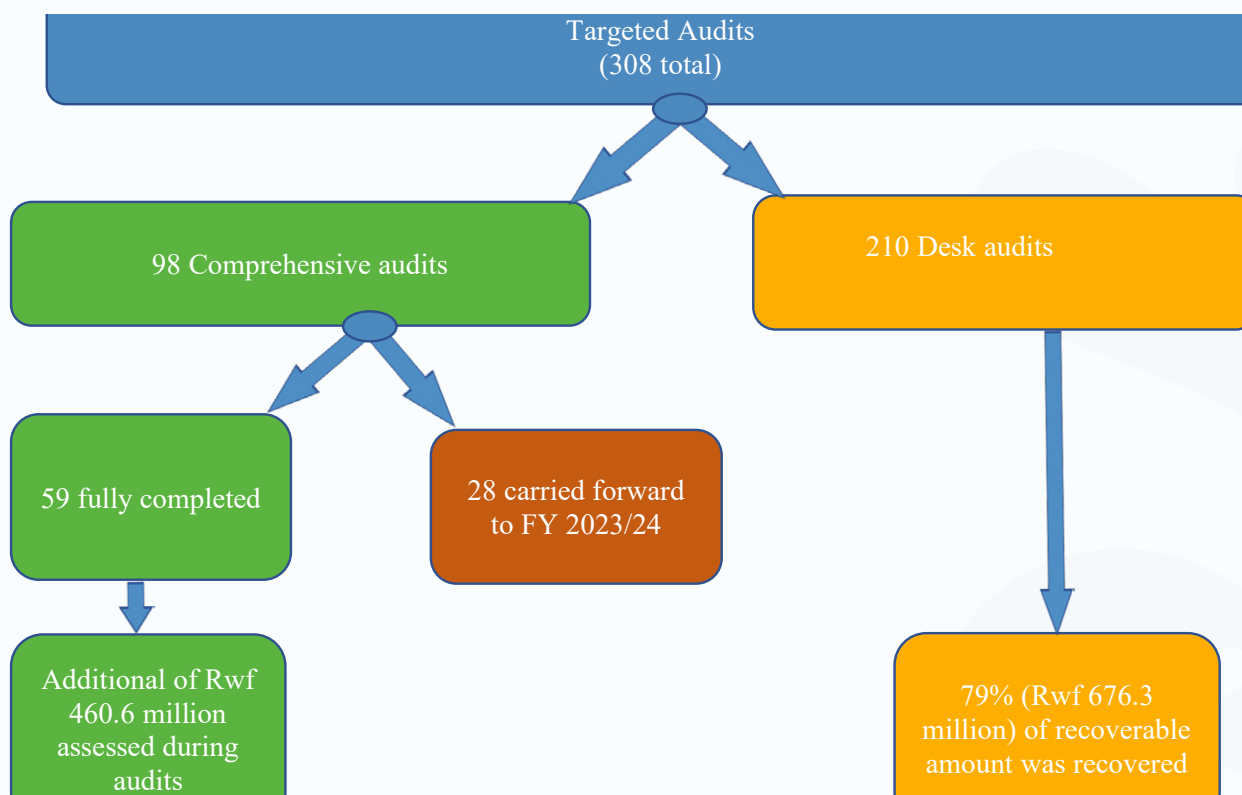 Targeted Audits
(308 total)
98 Comprehensive audits
210 Desk audits
59 fully completed
28 carried forward
to FY 2023/24
Additional of Rwf
460.6 million
assessed during
audits
79% (Rwf 676.3
million) of recoverable
amount was recovered